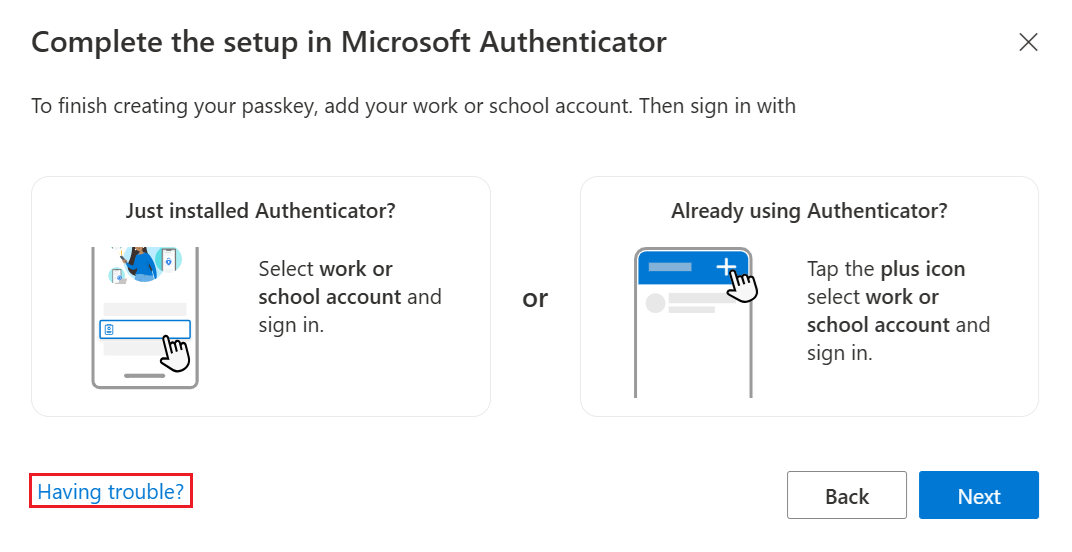 Complete the setup in Microsoft Authenticator
To finish creating your passkey, add your work or school account. Then sign in with
Just installed Authenticator?
Select work or
school account and
sign in.
or
Already using Authenticator?
Tap the plus icon
select work or
school account and
sign in.
Having trouble?
Back
Next